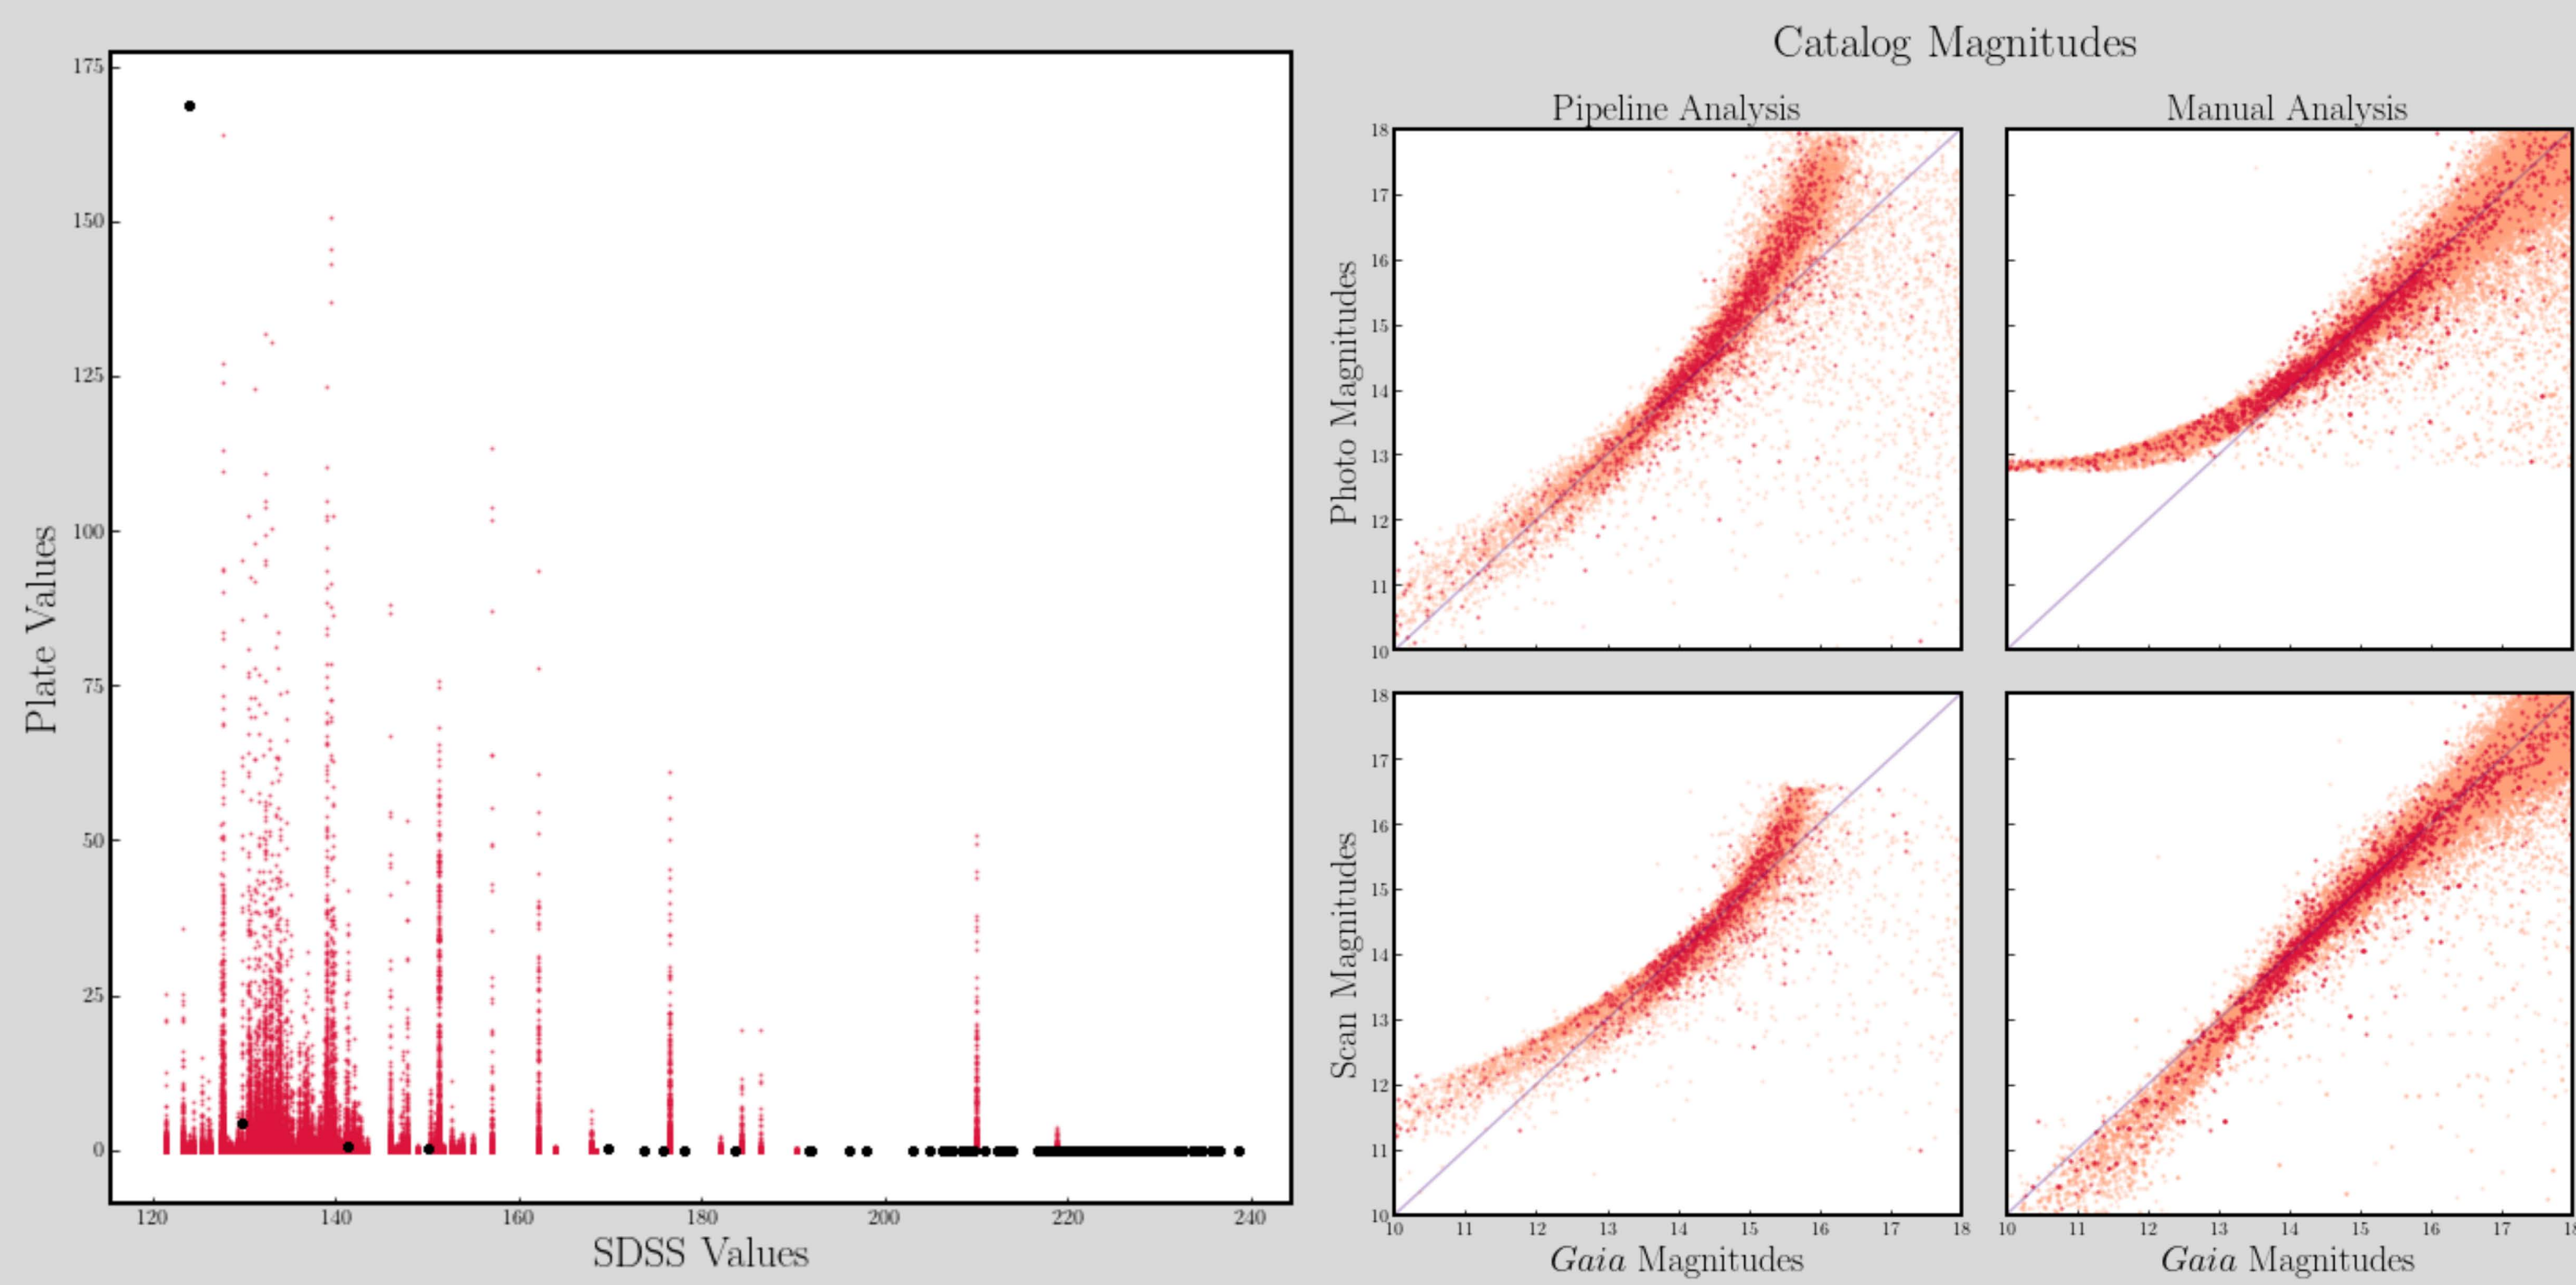 Catalog Magnitudes
Pipeline Analysis
Manual Analysis
Plate Values
175
150
125
100
75
50
25
0
120 140 160 180 200 220 240
SDSS Values
Photo Magnitudes
18
17
16
15
14
13
12
11
10
Scan Magnitudes
18
17
16
15
14
13
12
11
10
10 11 12 13 14 15 16 17 18
10 11 12 13 14 15 16 17 18
Gaia Magnitudes
Gaia Magnitudes